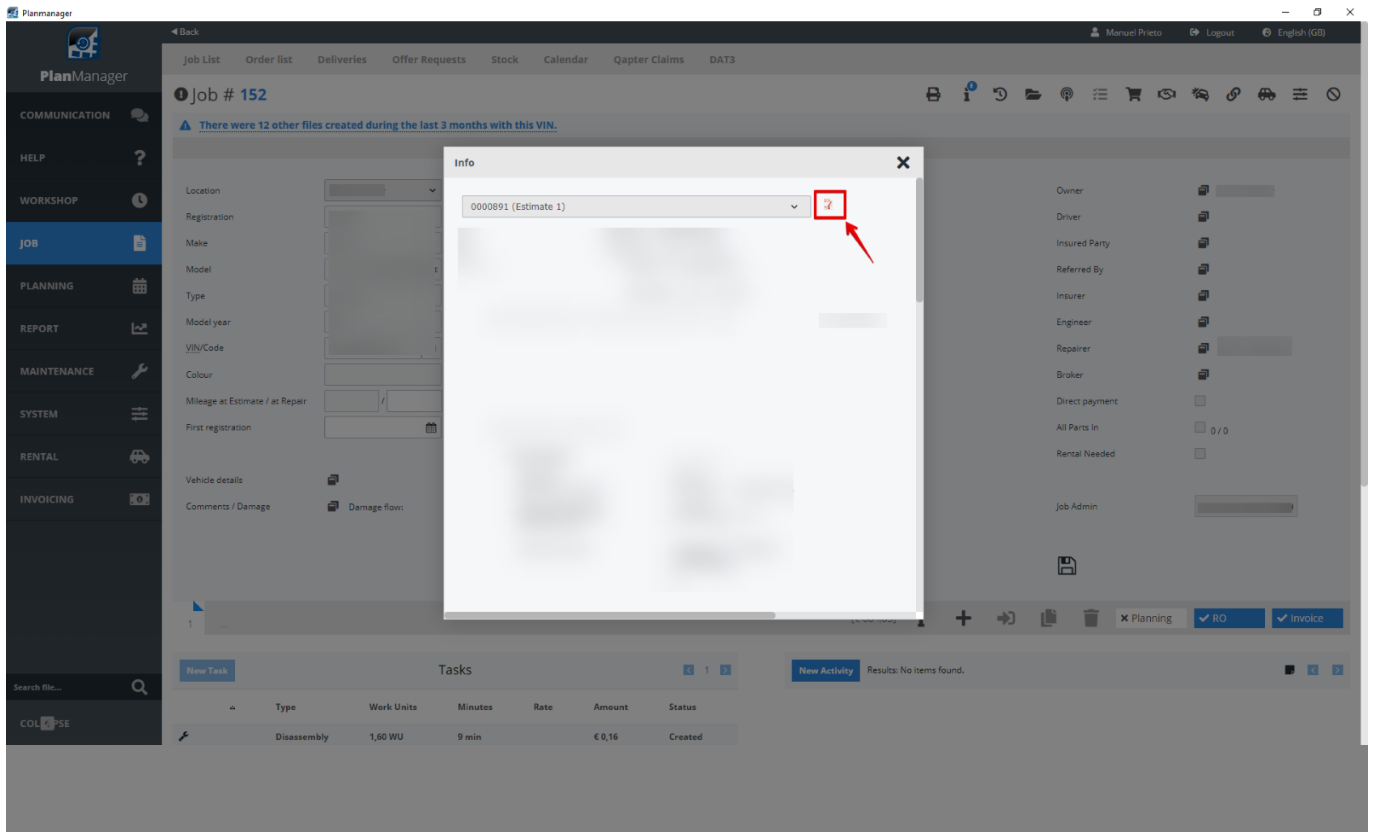 Planmanager
Back
Manuel Prieto
Logout
English (GB)
PlanManager
Job List
Order list
Deliveries
Offer Requests
Stock
Calendar
Qapter Claims
DAT3
Job # 152
There were 12 other files created during the last 3 months with this VIN.
COMMUNICATION
HELP
WORKSHOP
JOB
PLANNING
REPORT
MAINTENANCE
SYSTEM
RENTAL
INVOICING
Search file...
Info
0000891 (Estimate 1)
Location
Registration
Make
Model
Type
Model year
VIN/Code
Colour
Mileage at Estimate / at Repair
/
First registration
Vehicle details
Comments / Damage
Damage flow:
Owner
Driver
Insured Party
Referred By
Insurer
Engineer
Repairer
Broker
Direct payment
All Parts In
0 / 0
Rental Needed
Job Admin
1
...
Planning
RO
Invoice
New Task
Tasks
1
New Activity
Results: No items found.
Type
Work Units
Minutes
Rate
Amount
Status
Disassembly
1,60 WU
9 min
€ 0,16
Created